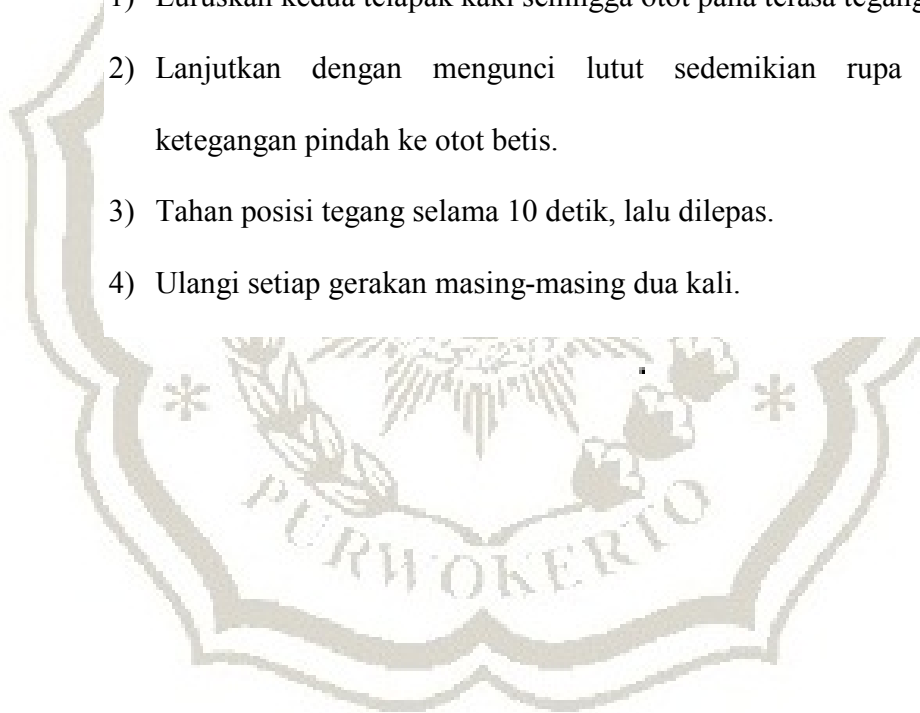 1) Luruskan kedua telapak kaki sehingga otot paha terasa tegang
2) Lanjutkan dengan mengunci lutut sedemikian rupa
ketegangan pindah ke otot betis.
3) Tahan posisi tegang selama 10 detik, lalu dilepas.
4) Ulangi setiap gerakan masing-masing dua kali.
PURWOKERTO